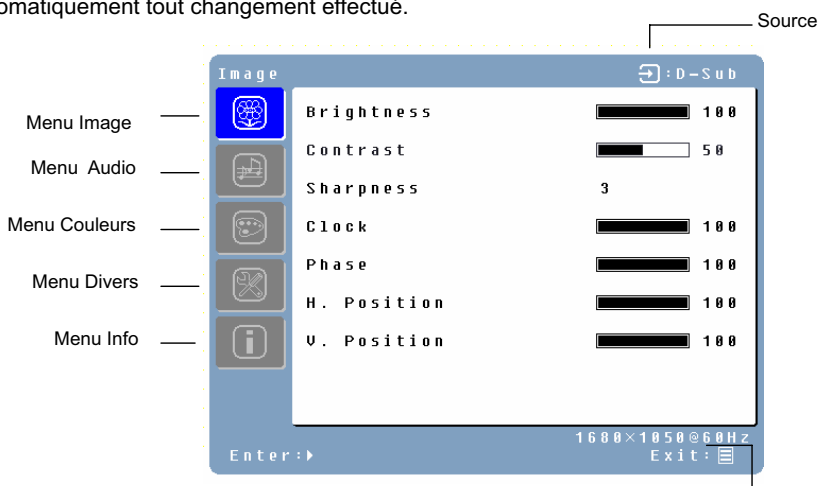 omatiquement tout changement effectué.
Source
Image
:D-Sub
Menu Image
Brightness 100
Contrast 50
Menu Audio
Sharpness 3
Menu Couleurs
Clock 100
Phase 100
Menu Divers
H. Position 100
Menu Info
V. Position 100
1680×1050@60Hz
Enter:
Exit: